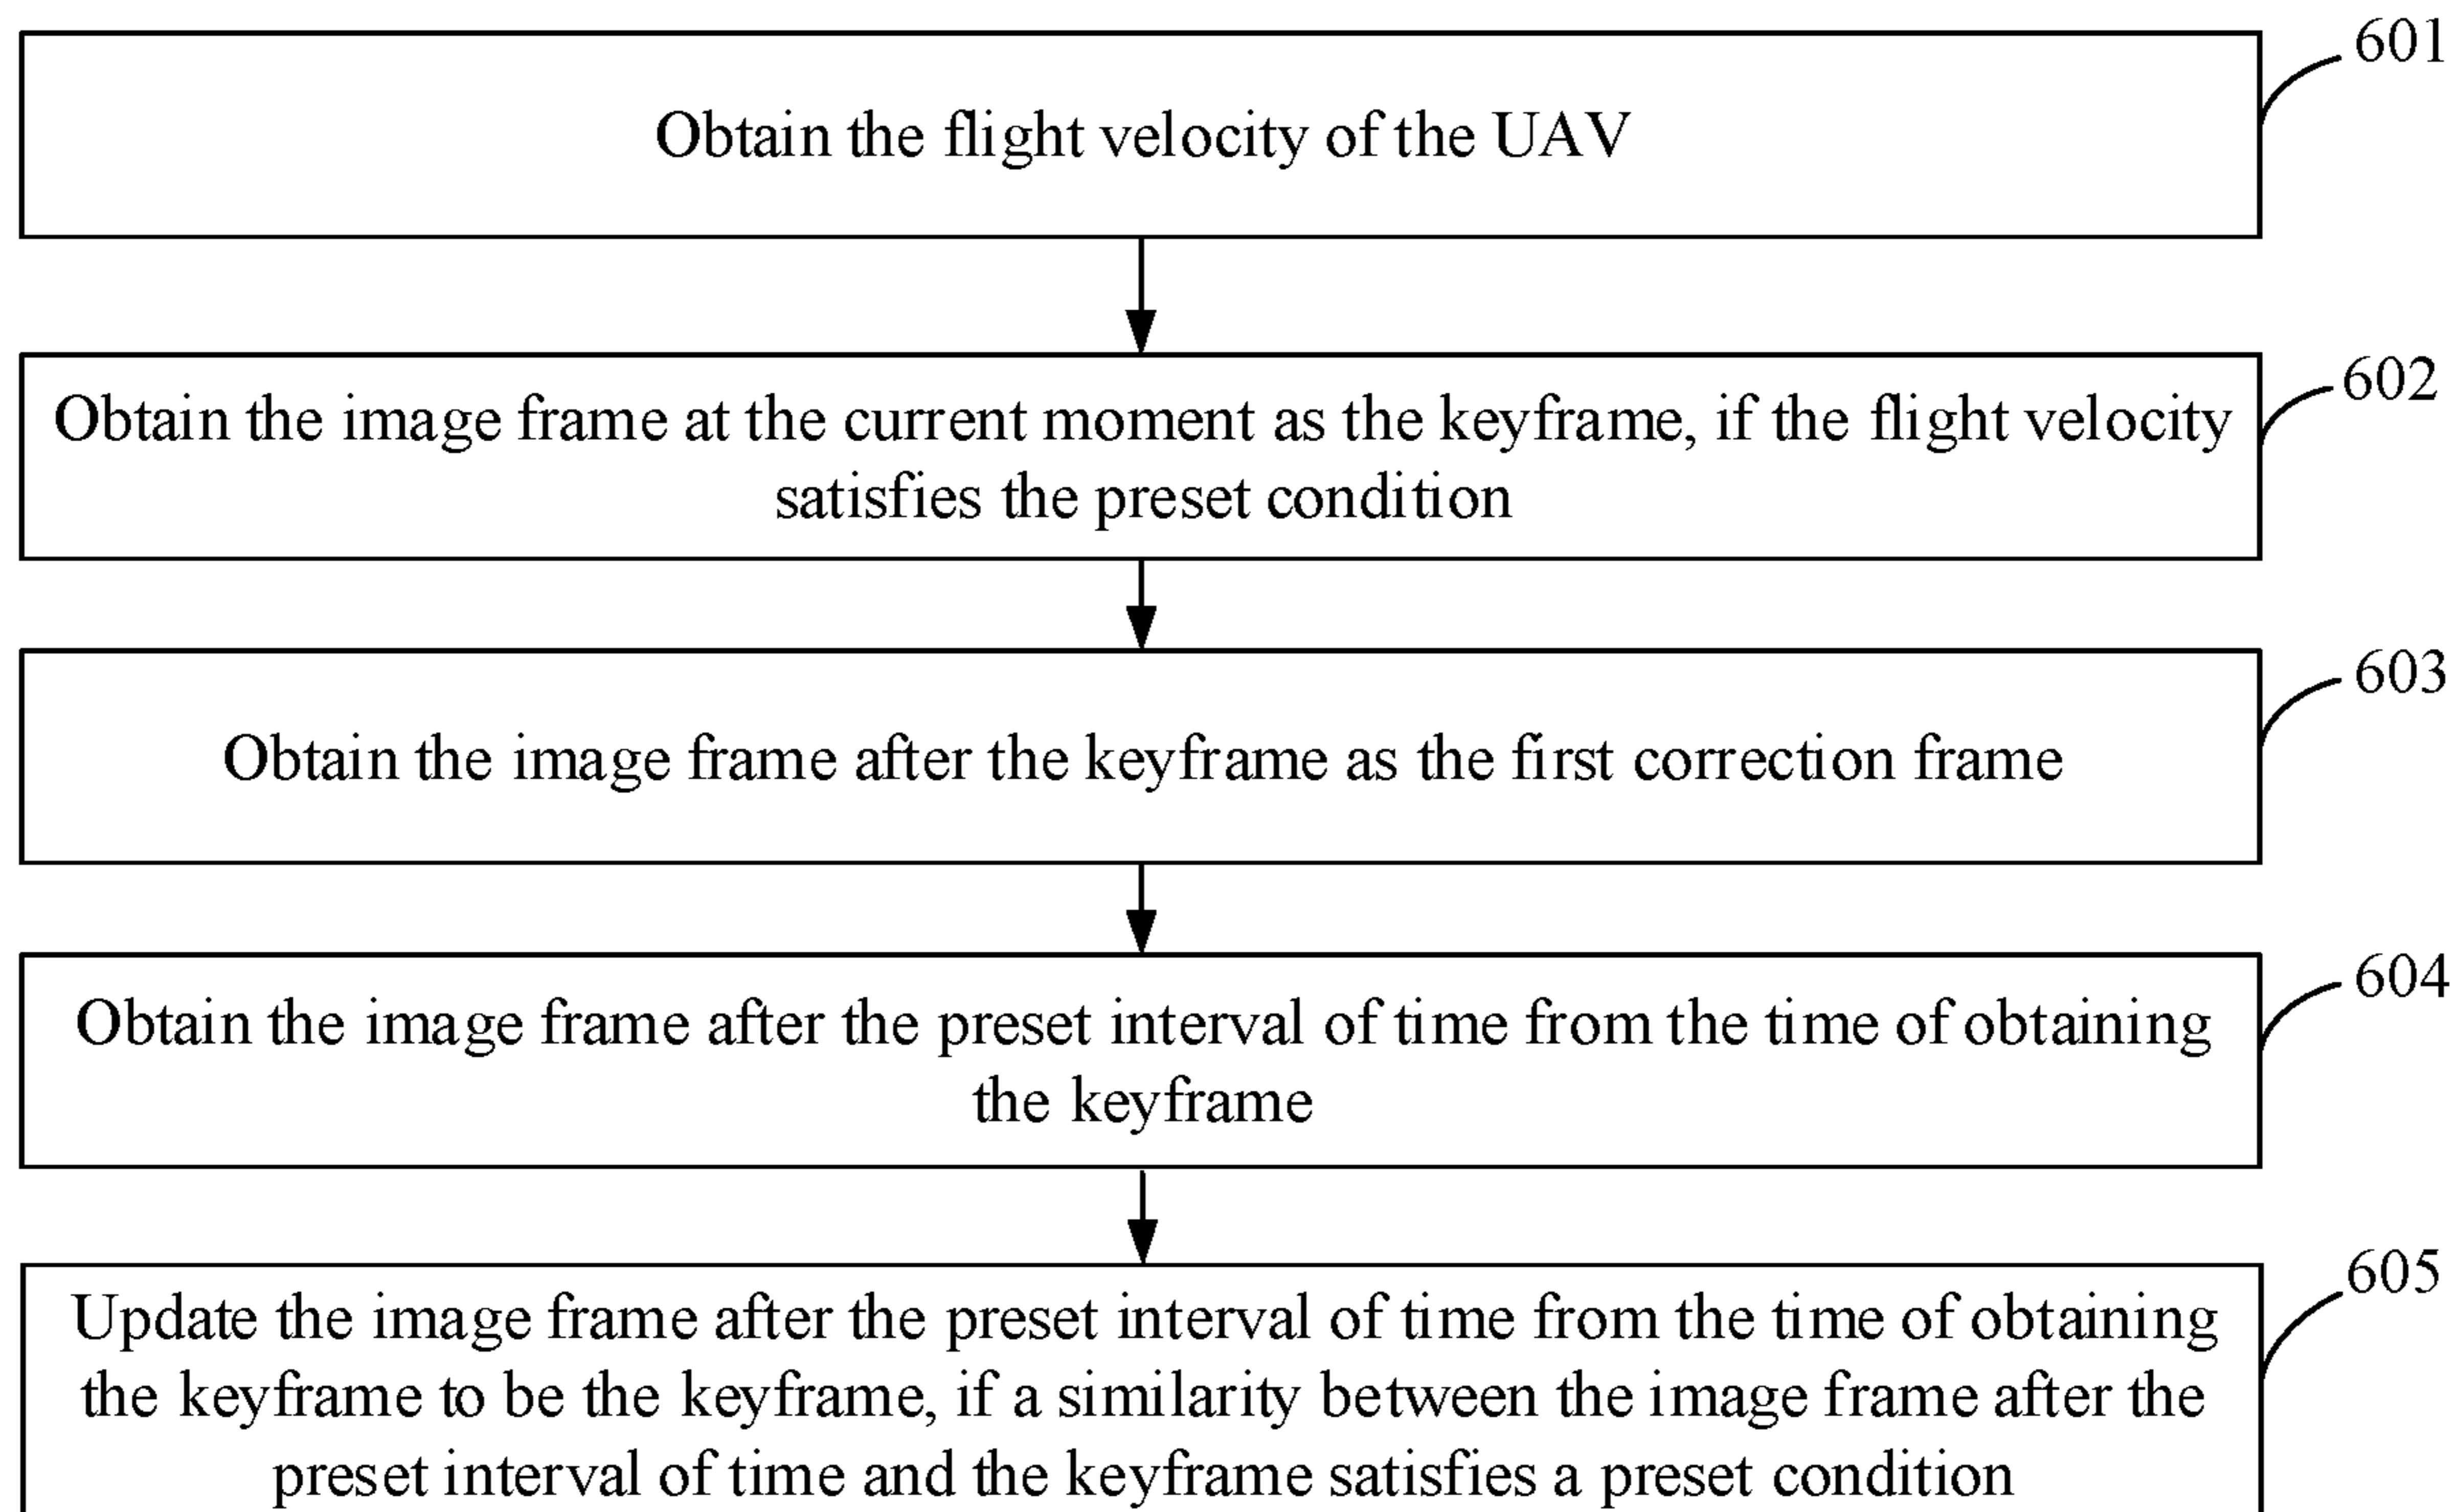 601
Obtain the flight velocity of the UAV
602
Obtain the image frame at the current moment as the keyframe, if the flight velocity
satisfies the preset condition
603
Obtain the image frame after the keyframe as the first correction frame
604
Obtain the image frame after the preset interval of time from the time of obtaining
the keyframe
605
Update the image frame after the preset interval of time from the time of obtaining
the keyframe to be the keyframe, if a similarity between the image frame after the
preset interval of time and the keyframe satisfies a preset condition